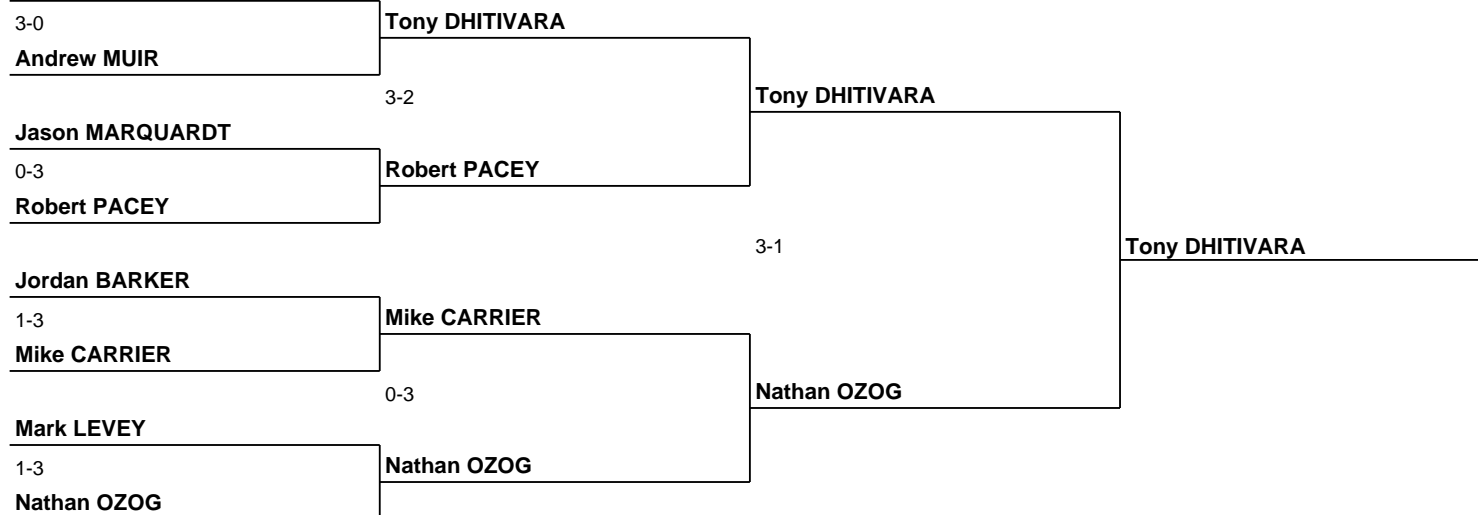 3-0
Tony DHITIVARA
Andrew MUIR
3-2
Tony DHITIVARA
Jason MARQUARDT
0-3
Robert PACEY
Robert PACEY
3-1
Tony DHITIVARA
Jordan BARKER
1-3
Mike CARRIER
Mike CARRIER
0-3
Nathan OZOG
Mark LEVEY
1-3
Nathan OZOG
Nathan OZOG